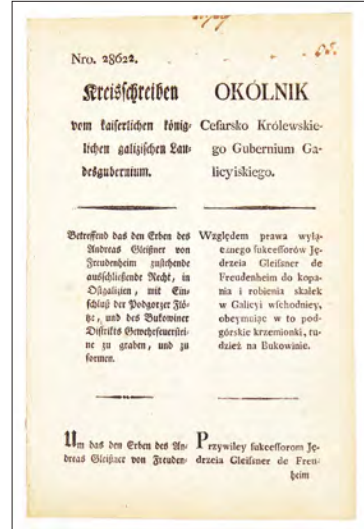 55.
Nro. 28622.
Kreisschreiben
vom kaiserlichen könig-
lichen galizischen Lan-
desgubernium.
Betreffend das den Erben des
Andreas Gleißner von
Freudenheim zustehende
ausschließende Recht, in
Ostgalizien, mit Ein-
schluß der Podgorzer Flö-
tze, und des Bukowiner
Distrikts Gewehrfeuerstei-
ne zu graben, und zu
formen.
Um das den Erben des An-
dreas Gleißner von Freuden-
OKÓLNIK
Cesarsko Królewskie-
go Gubernium Ga-
licyiskiego.
Względem prawa wyłą-
cznego sukcessorów Ję-
drzeia Gleissner de
Freudenheim do kopa-
nia i robienia skałek
w Galicyi wschodniey,
obeymuiąc w to pod-
górskie krzemionki, tu-
dzież na Bukowinie.
Przywiley sukcessorom Ję-
drzeia Gleissner de Freu-
heim